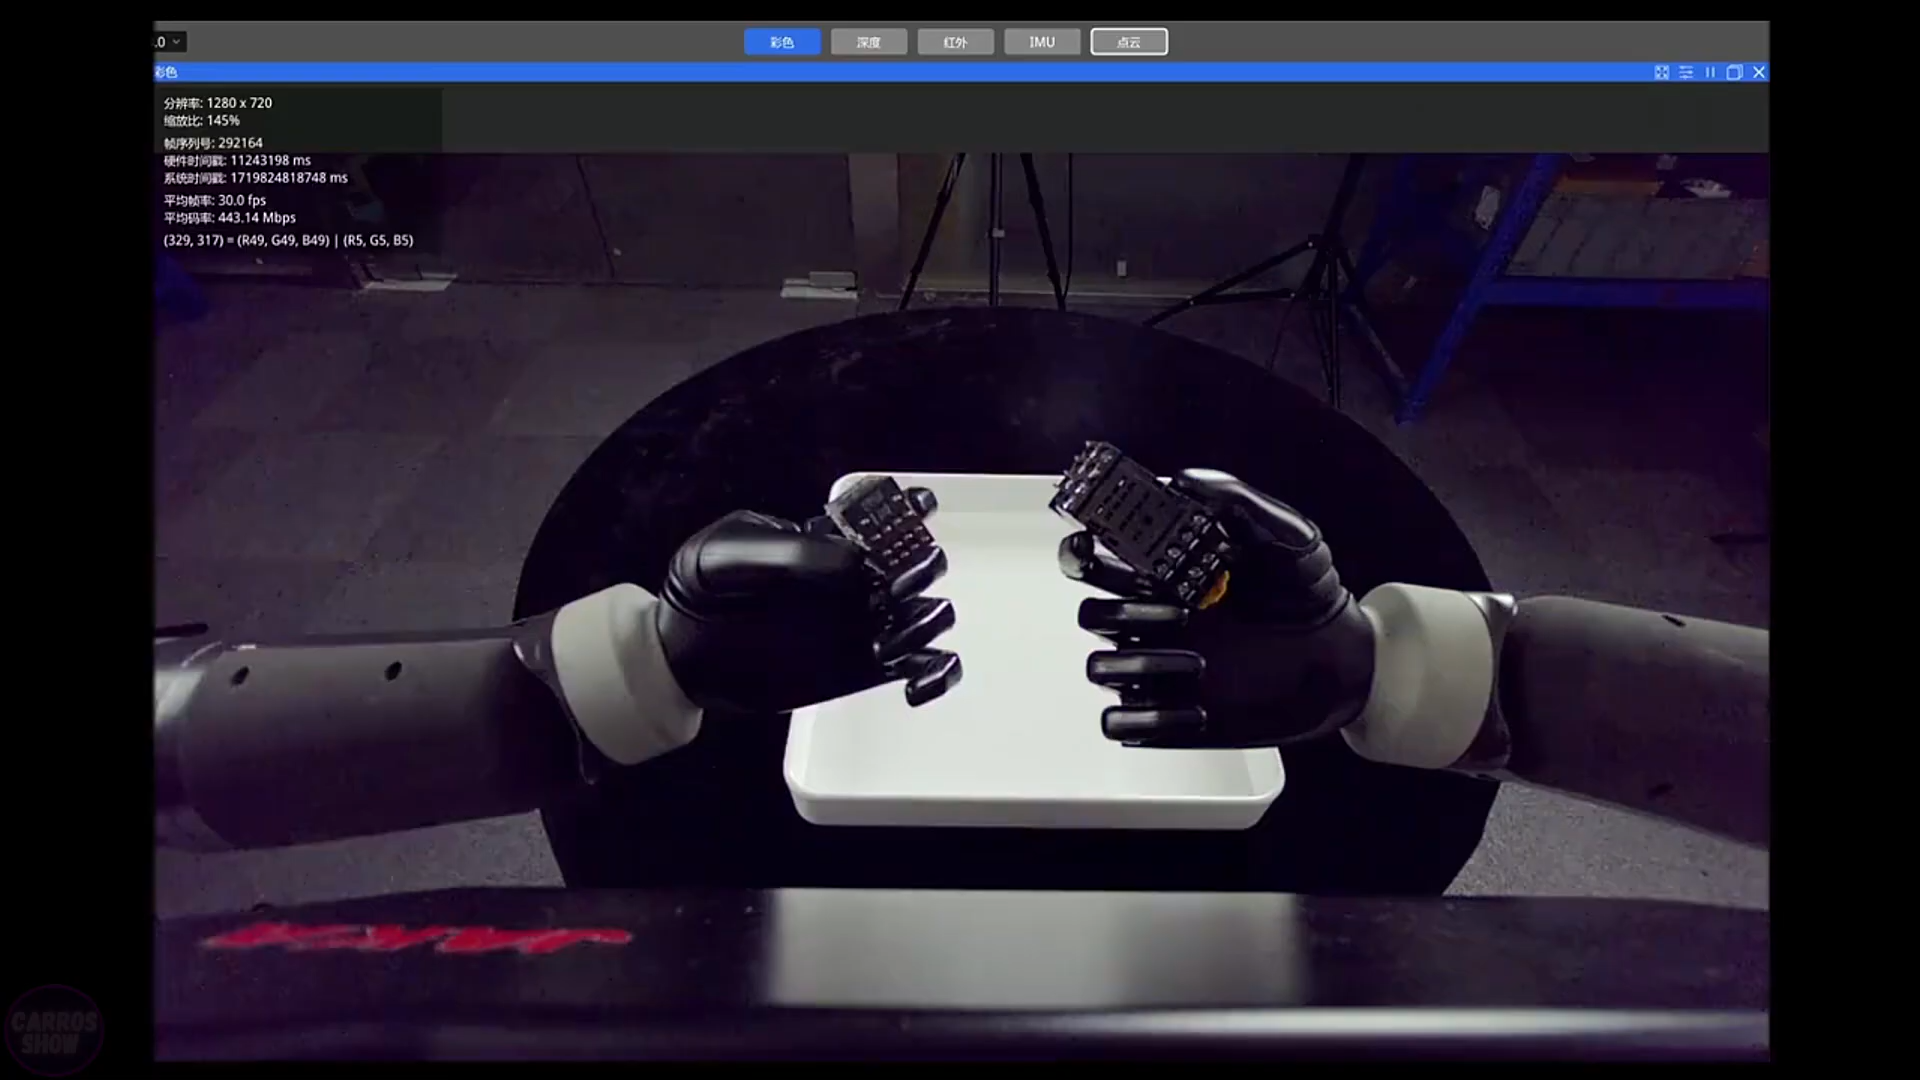 .0
彩色
深度
红外
IMU
点云
彩色
分辨率: 1280 x 720
缩放比: 145%
帧序列号: 292164
硬件时间戳: 11243198 ms
系统时间戳: 1719824818748 ms
平均帧率: 30.0 fps
平均码率: 443.14 Mbps
(329, 317) = (R49, G49, B49) | (R5, G5, B5)
CARROS
SHOW